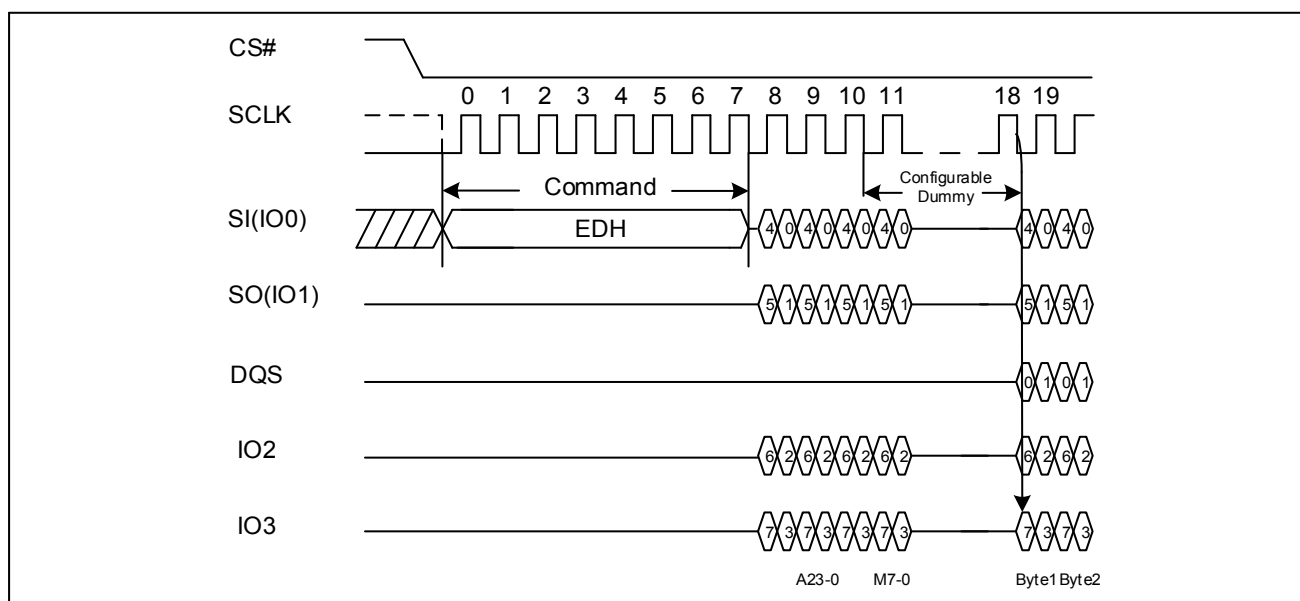 CS#
0 1 2 3 4 5 6 7 8 9 10 11 18 19
SCLK
Command
Configurable
Dummy
SI(IO0)
EDH
4 0 4 0 4 0 4 0 4 0 4 0
SO(IO1)
5 1 5 1 5 1 5 1 5 1 5 1
DQS
0 1 0 1
IO2
6 2 6 2 6 2 6 2 6 2 6 2
IO3
7 3 7 3 7 3 7 3 7 3 7 3
A23-0 M7-0 Byte1 Byte2